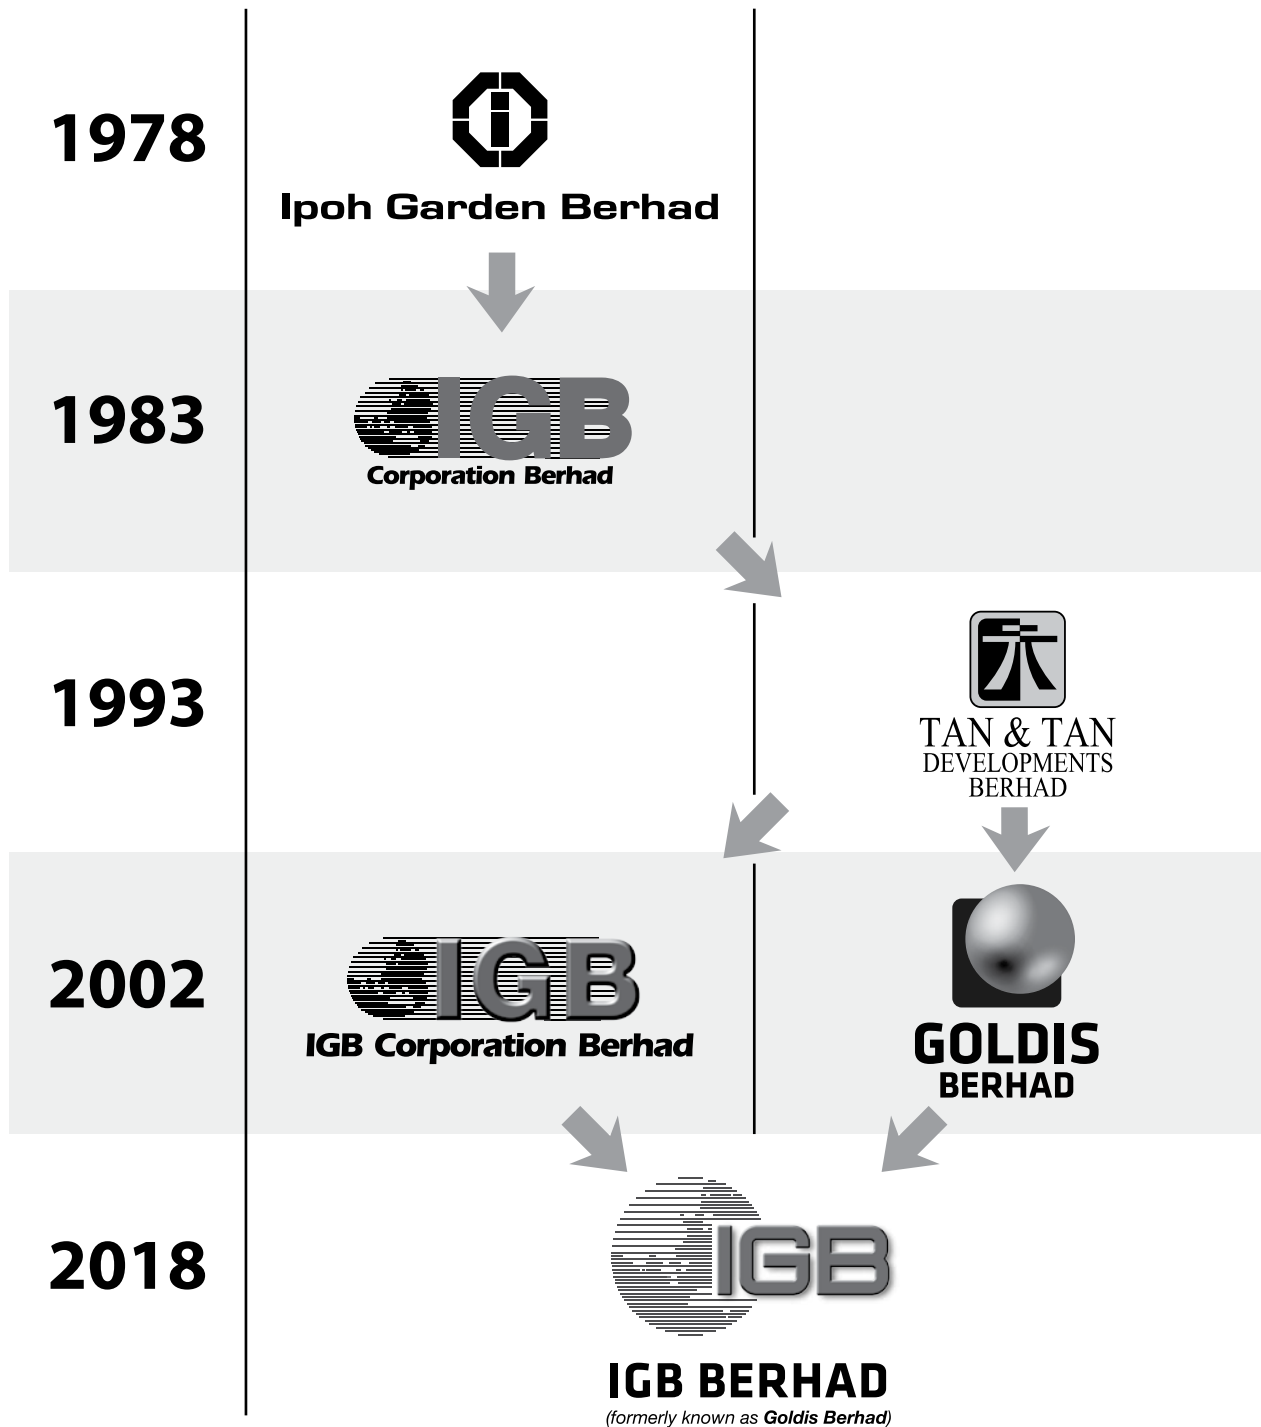 1978
Ipoh Garden Berhad
1983
IGB
Corporation Berhad
1993
TAN & TAN
DEVELOPMENTS
BERHAD
2002
IGB
IGB Corporation Berhad
GOLDIS
BERHAD
2018
IGB
IGB BERHAD
(formerly known as Goldis Berhad)